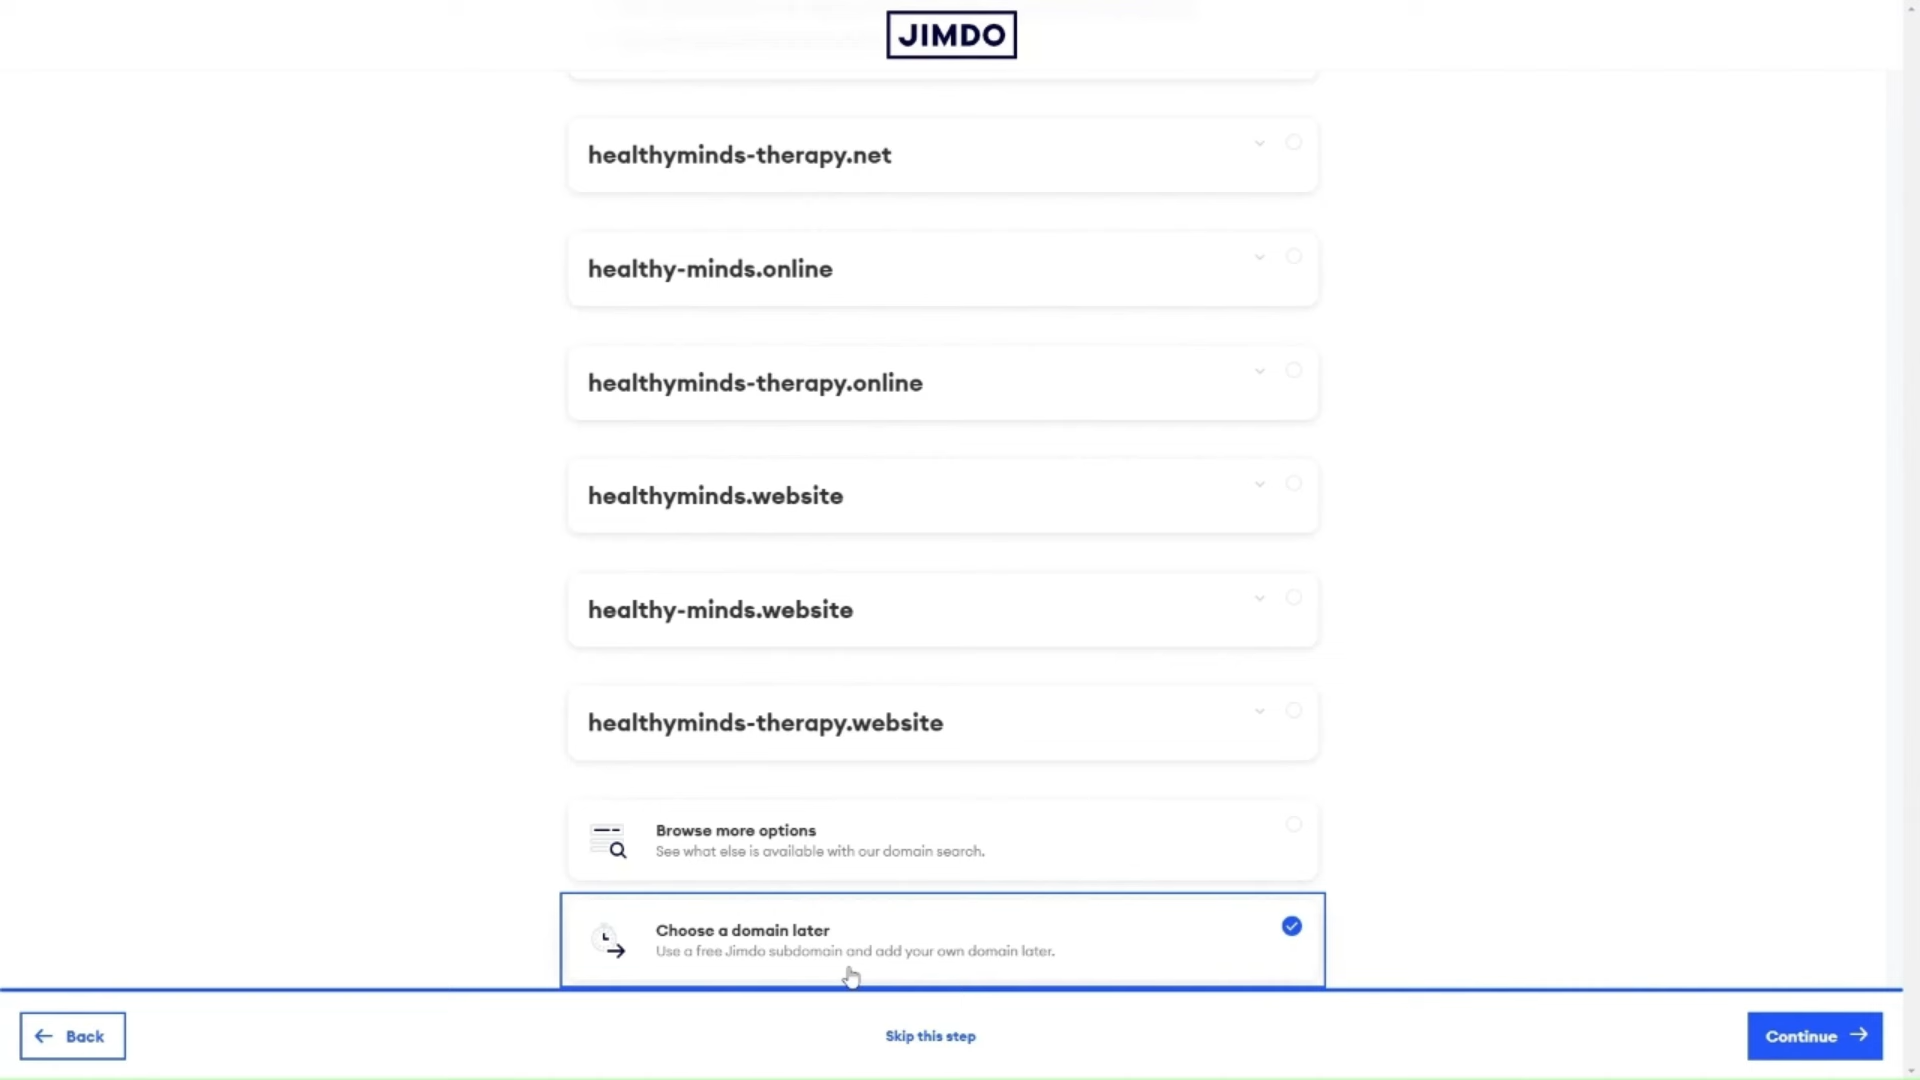 JIMDO
healthyminds-therapy.net
healthy-minds.online
healthyminds-therapy.online
healthyminds.website
healthy-minds.website
healthyminds-therapy.website
Browse more options
See what else is available with our domain search.
Choose a domain later
Use a free Jimdo subdomain and add your own domain later.
Back
Skip this step
Continue